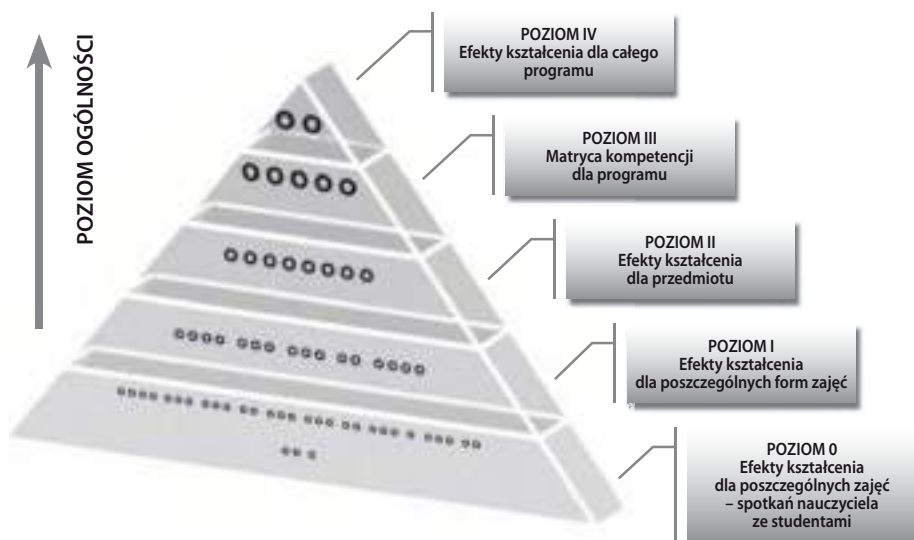 POZIOM OGÓLNOŚCI
POZIOM IV
Efekty kształcenia dla całego
programu
POZIOM III
Matryca kompetencji
dla programu
POZIOM II
Efekty kształcenia
dla przedmiotu
POZIOM I
Efekty kształcenia
dla poszczególnych form zajęć
POZIOM 0
Efekty kształcenia
dla poszczególnych zajęć
– spotkań nauczyciela
ze studentami